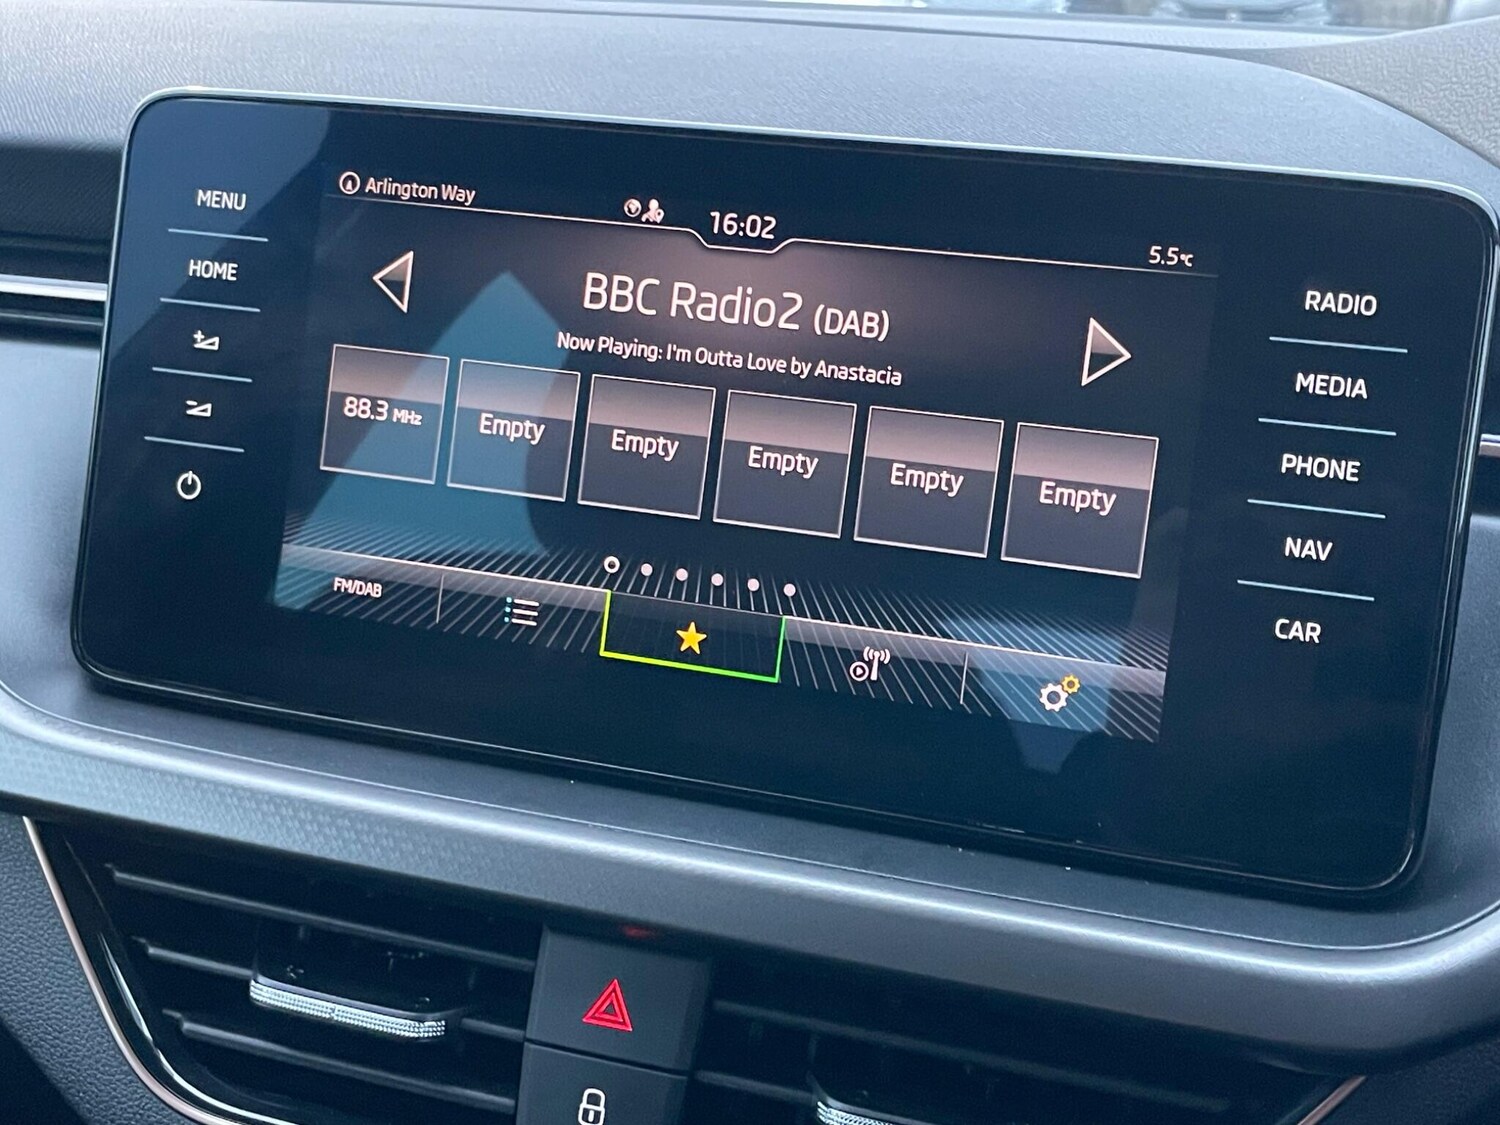 Arlington Way
16:02
5.5°C
MENU
HOME
BBC Radio2 (DAB)
Now Playing: I'm Outta Love by Anastacia
88.3 MHz
Empty
Empty
Empty
Empty
Empty
FM/DAB
RADIO
MEDIA
PHONE
NAV
CAR